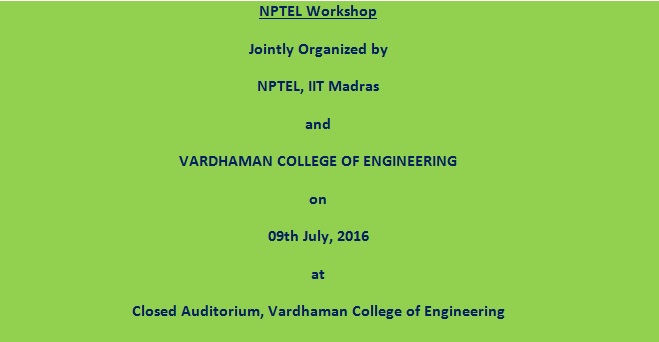 NPTEL Workshop
Jointly Organized by
NPTEL, IIT Madras
and
VARDHAMAN COLLEGE OF ENGINEERING
on
09th July, 2016
at
Closed Auditorium, Vardhaman College of Engineering